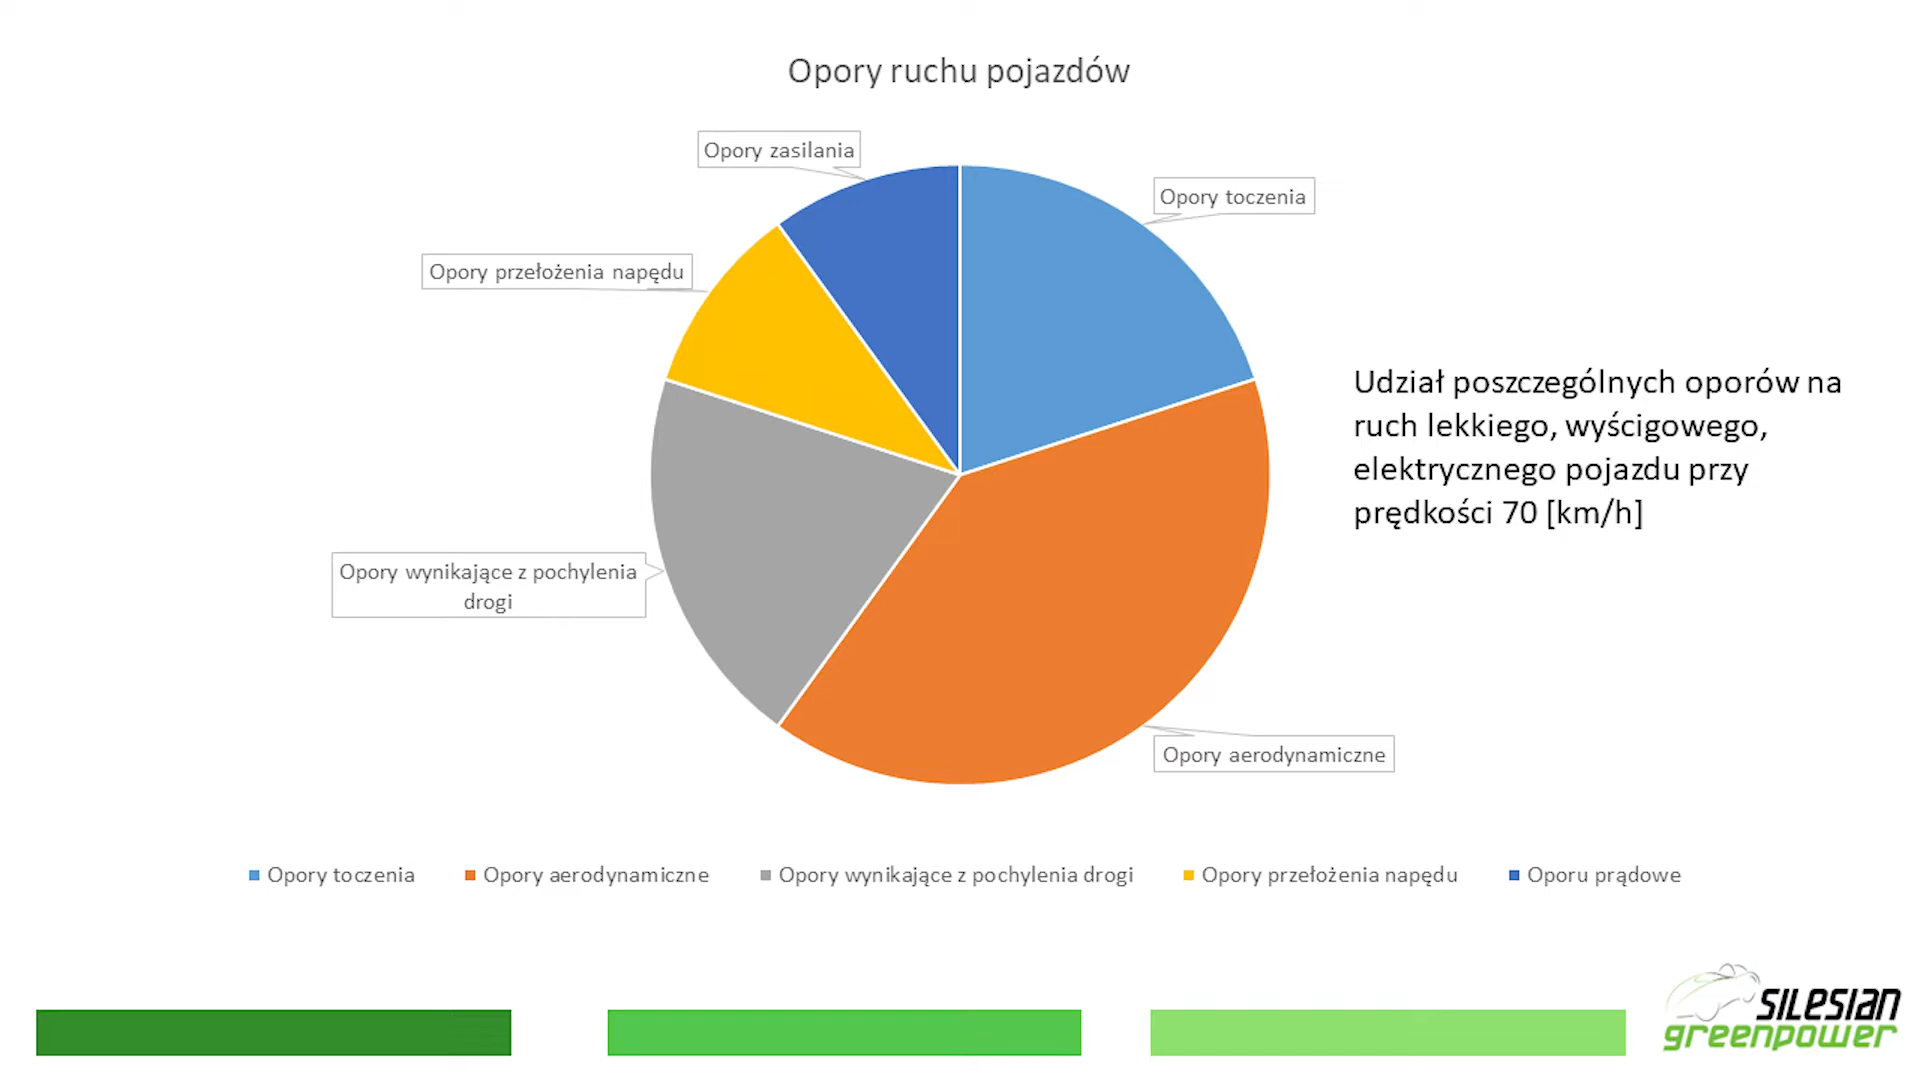 Opory ruchu pojazdów
Opory zasilania
Opory toczenia
Opory przełożenia napędu
Udział poszczególnych oporów na
ruch lekkiego, wyścigowego,
elektrycznego pojazdu przy
prędkości 70 [km/h]
Opory wynikające z pochylenia
drogi
Opory aerodynamiczne
Opory toczenia
Opory aerodynamiczne
Opory wynikające z pochylenia drogi
Opory przełożenia napędu
Oporu prądowe
SILESIAN
greenpower